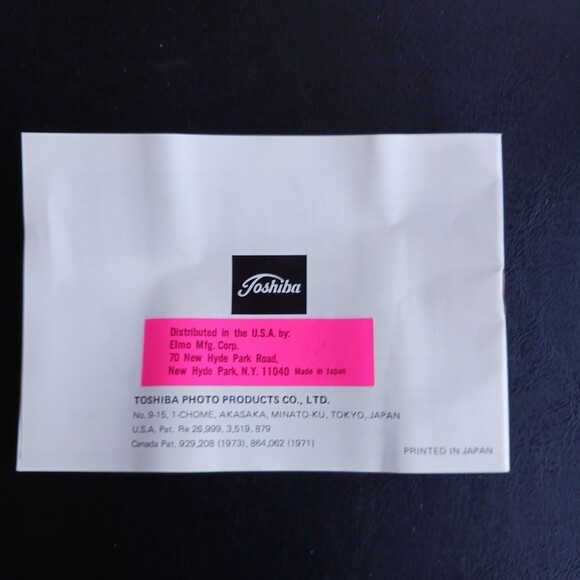 Toshiba
Distributed in the U.S.A. by:
Elmo Mfg. Corp.
70 New Hyde Park Road,
New Hyde Park, N.Y. 11040 Made in Japan
TOSHIBA PHOTO PRODUCTS CO., LTD.
No. 9-15, 1-CHOME, AKASAKA, MINATO-KU, TOKYO, JAPAN
U.S.A. Pat. Re 26,999. 3,519. 879
Canada Pat. 929,208 (1973), 864,062 (1971)
PRINTED IN JAPAN